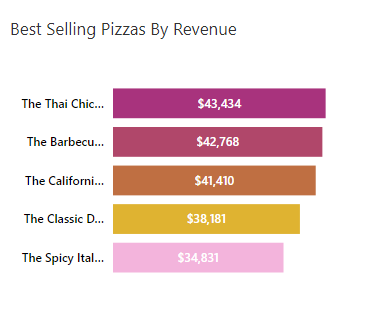 Best Selling Pizzas By Revenue
The Thai Chic... $43,434
The Barbecu... $42,768
The Californi... $41,410
The Classic D... $38,181
The Spicy Ital... $34,831